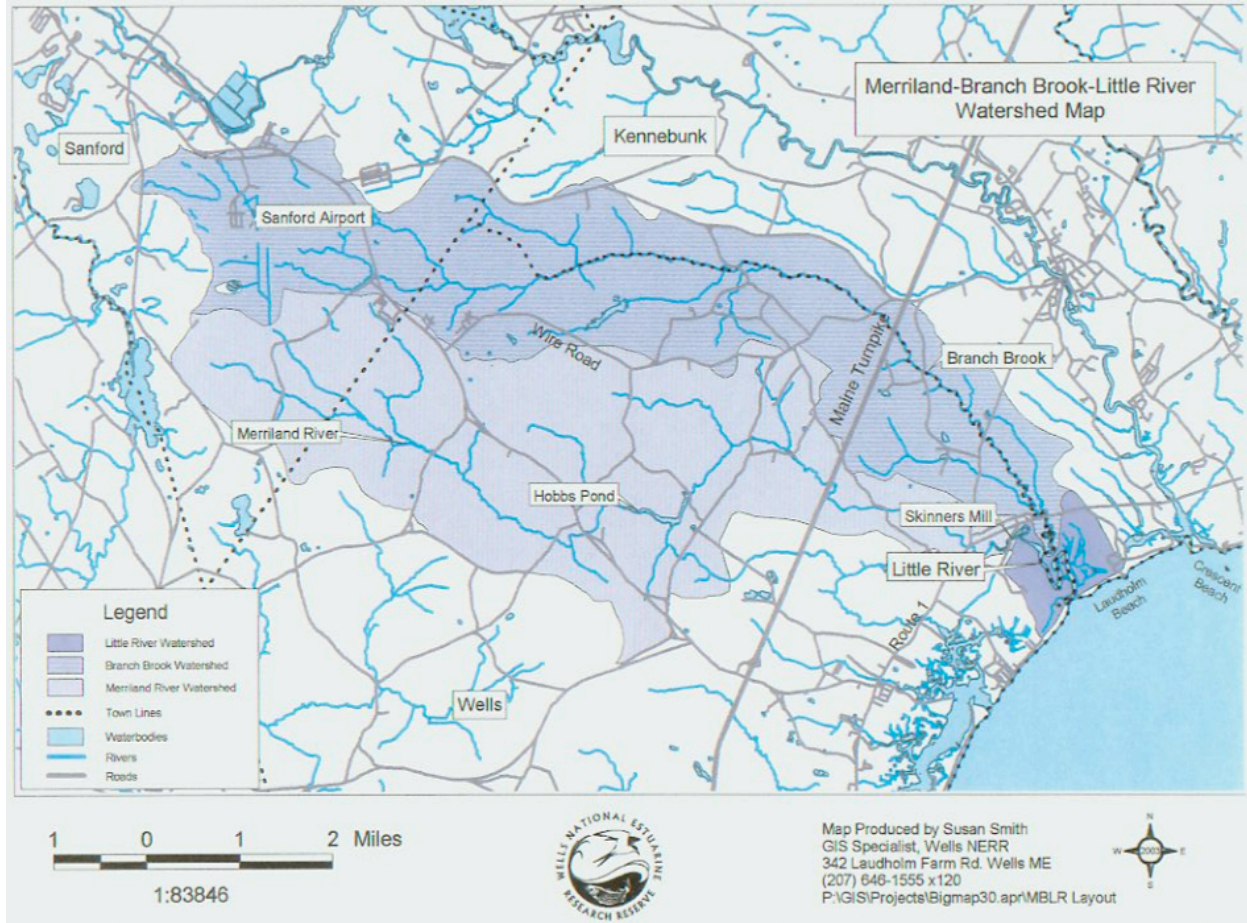 Merriland-Branch Brook-Little River
Watershed Map
Kennebunk
Sanford
Sanford Airport
Wire Road
Maine Turnpike
Branch Brook
Merriland River
Hobbs Pond
Skinners Mill
Little River
Crescent
Beach
Laudholm
Beach
Route 1
Wells
Legend
Little River Watershed
Branch Brook Watershed
Merriland River Watershed
Town Lines
Waterbodies
Rivers
Roads
1 0 1 2 Miles
1:83846
WELLS NATIONAL ESTUARINE
RESEARCH RESERVE
Map Produced by Susan Smith
GIS Specialist, Wells NERR
342 Laudholm Farm Rd. Wells ME
(207) 646-1555 x120
P:\GIS\Projects\Bigmap30.apr\MBLR Layout
N
W 2003 E
S